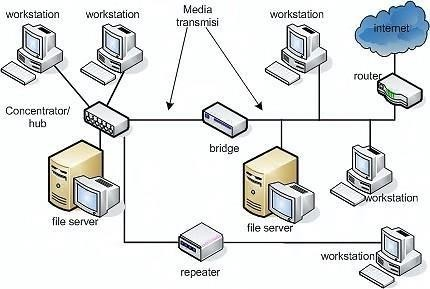 workstation
workstation
Media
transmisi
workstation
internet
router
Concentrator/
hub
bridge
file server
file server
workstation
repeater
workstation